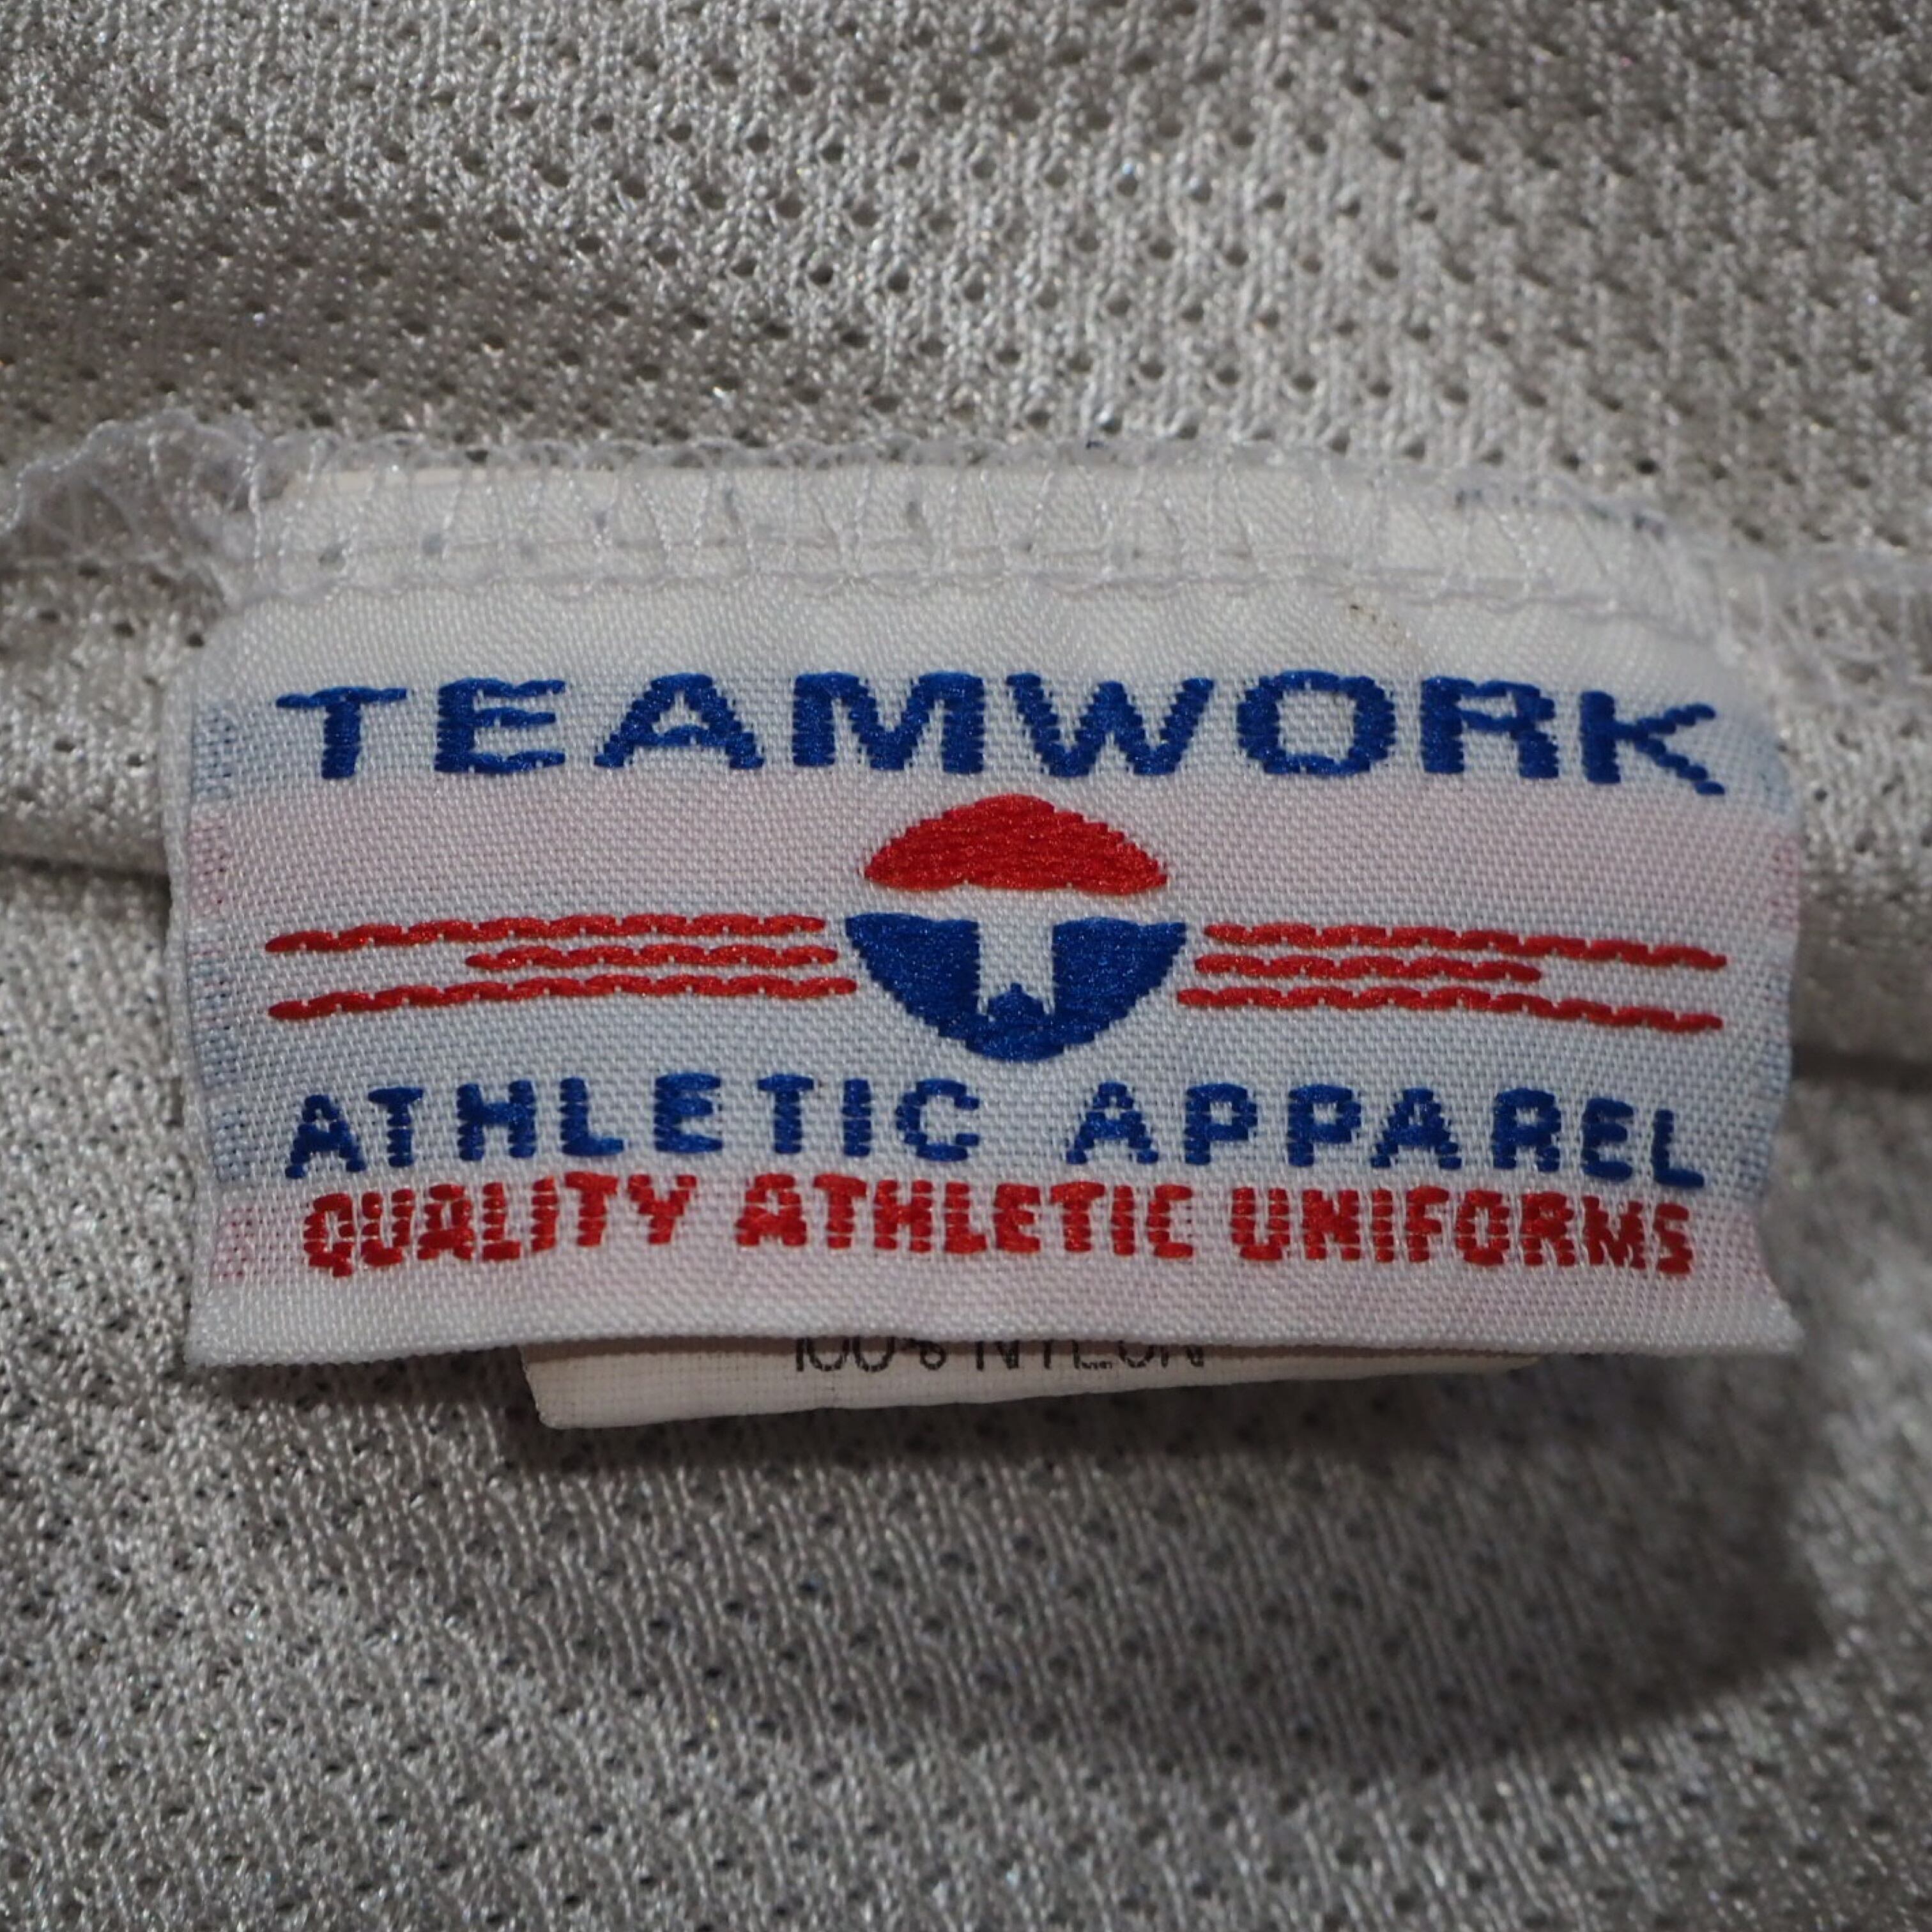 TEAMWORK
ATHLETIC APPAREL
QUALITY ATHLETIC UNIFORMS
100% NYLON